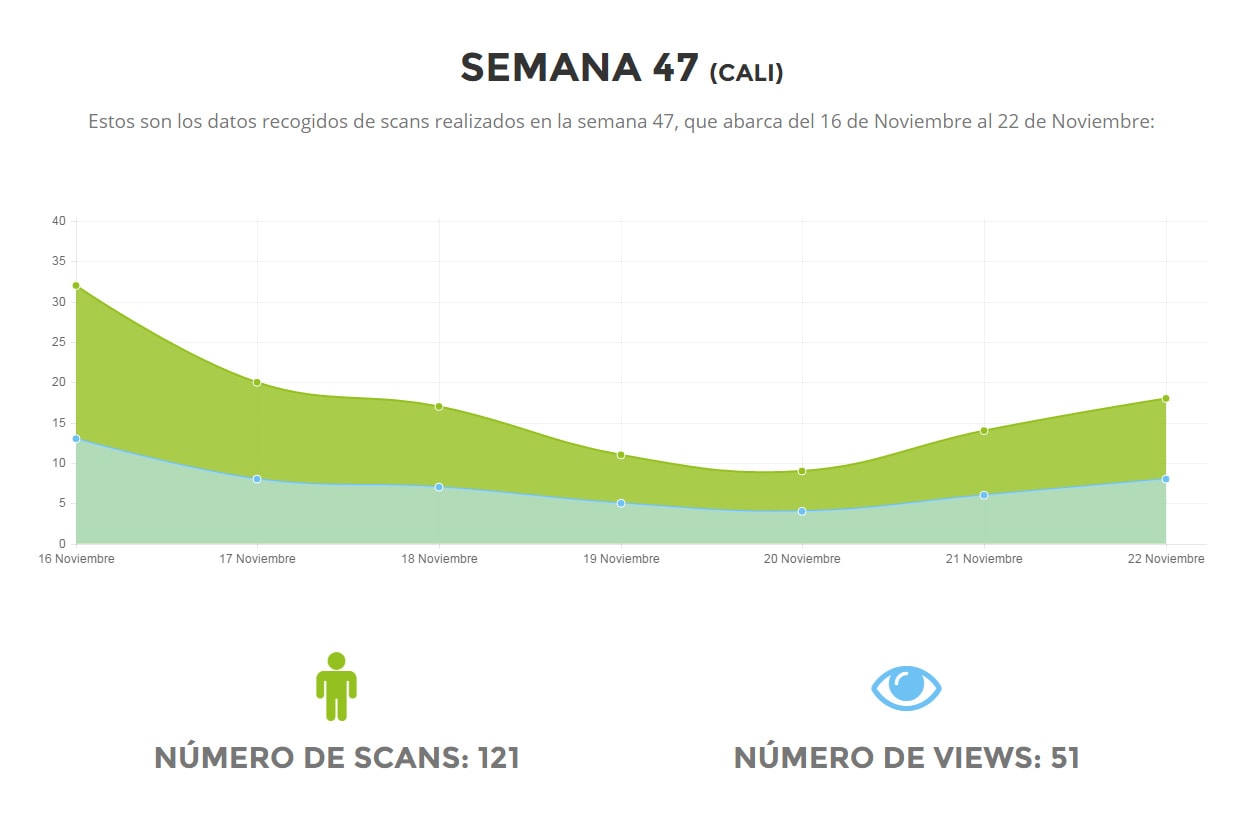 SEMANA 47 (CALI)
Estos son los datos recogidos de scans realizados en la semana 47, que abarca del 16 de Noviembre al 22 de Noviembre:
40
35
30
25
20
15
10
5
0
16 Noviembre 17 Noviembre 18 Noviembre 19 Noviembre 20 Noviembre 21 Noviembre 22 Noviembre
NÚMERO DE SCANS: 121 NÚMERO DE VIEWS: 51